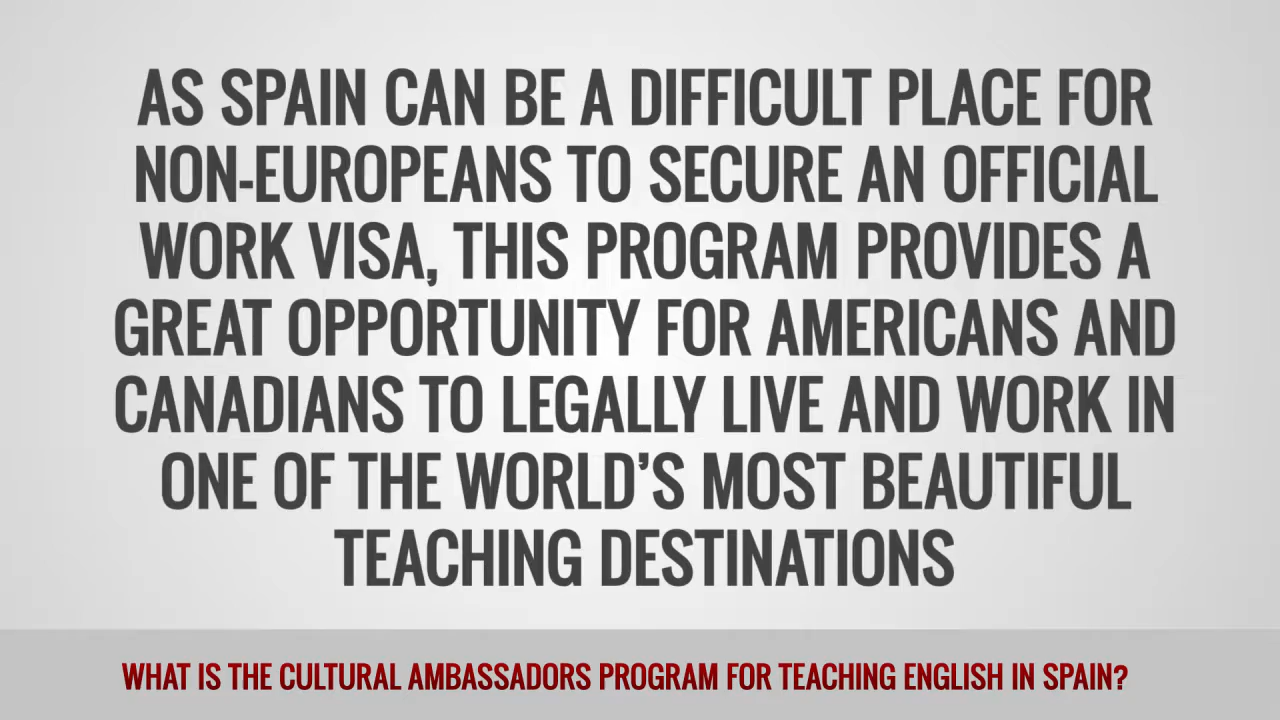 AS SPAIN CAN BE A DIFFICULT PLACE FOR
NON-EUROPEANS TO SECURE AN OFFICIAL
WORK VISA, THIS PROGRAM PROVIDES A
GREAT OPPORTUNITY FOR AMERICANS AND
CANADIANS TO LEGALLY LIVE AND WORK IN
ONE OF THE WORLD'S MOST BEAUTIFUL
TEACHING DESTINATIONS
WHAT IS THE CULTURAL AMBASSADORS PROGRAM FOR TEACHING ENGLISH IN SPAIN?